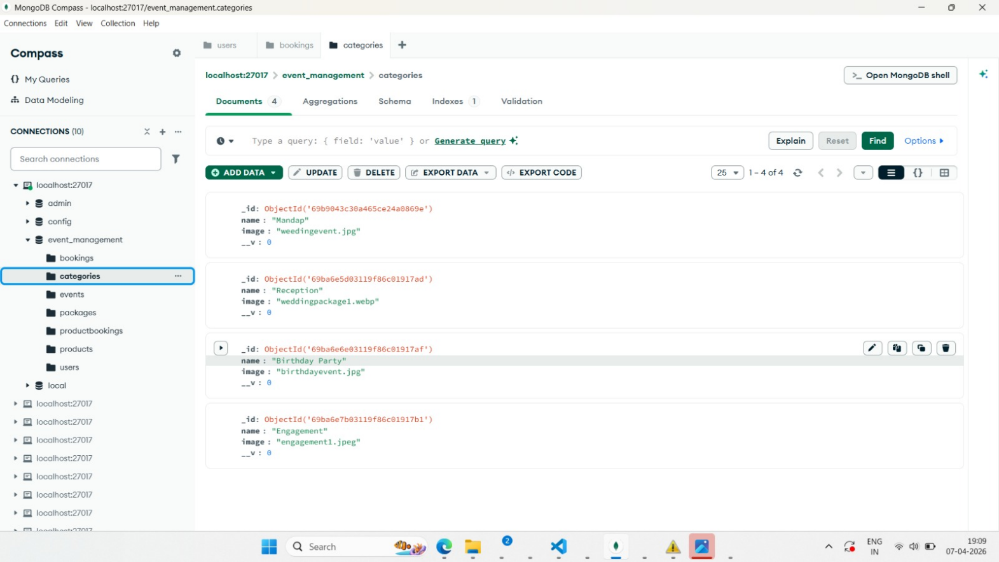 MongoDB Compass - localhost:27017/event_management.categories
Connections Edit View Collection Help
Compass
My Queries
Data Modeling
CONNECTIONS (10)
Search connections
localhost:27017
admin
config
event_management
bookings
categories
events
packages
productbookings
products
users
local
localhost:27017
localhost:27017
localhost:27017
localhost:27017
localhost:27017
localhost:27017
localhost:27017
localhost:27017
users bookings categories
localhost:27017 > event_management > categories
>_ Open MongoDB shell
Documents 4 Aggregations Schema Indexes 1 Validation
Type a query: { field: 'value' } or Generate query
Explain Reset Find Options
ADD DATA UPDATE DELETE EXPORT DATA EXPORT CODE
25 1 – 4 of 4
_id: ObjectId('69b9043c30a465ce24a0869e')
name : "Mandap"
image : "weedingevent.jpg"
__v : 0
_id: ObjectId('69ba6e5d03119f86c01917ad')
name : "Reception"
image : "weddingpackage1.webp"
__v : 0
_id: ObjectId('69ba6e6e03119f86c01917af')
name : "Birthday Party"
image : "birthdayevent.jpg"
__v : 0
_id: ObjectId('69ba6e7b03119f86c01917b1')
name : "Engagement"
image : "engagement1.jpeg"
__v : 0
Search
2
ENG
IN
19:09
07-04-2026